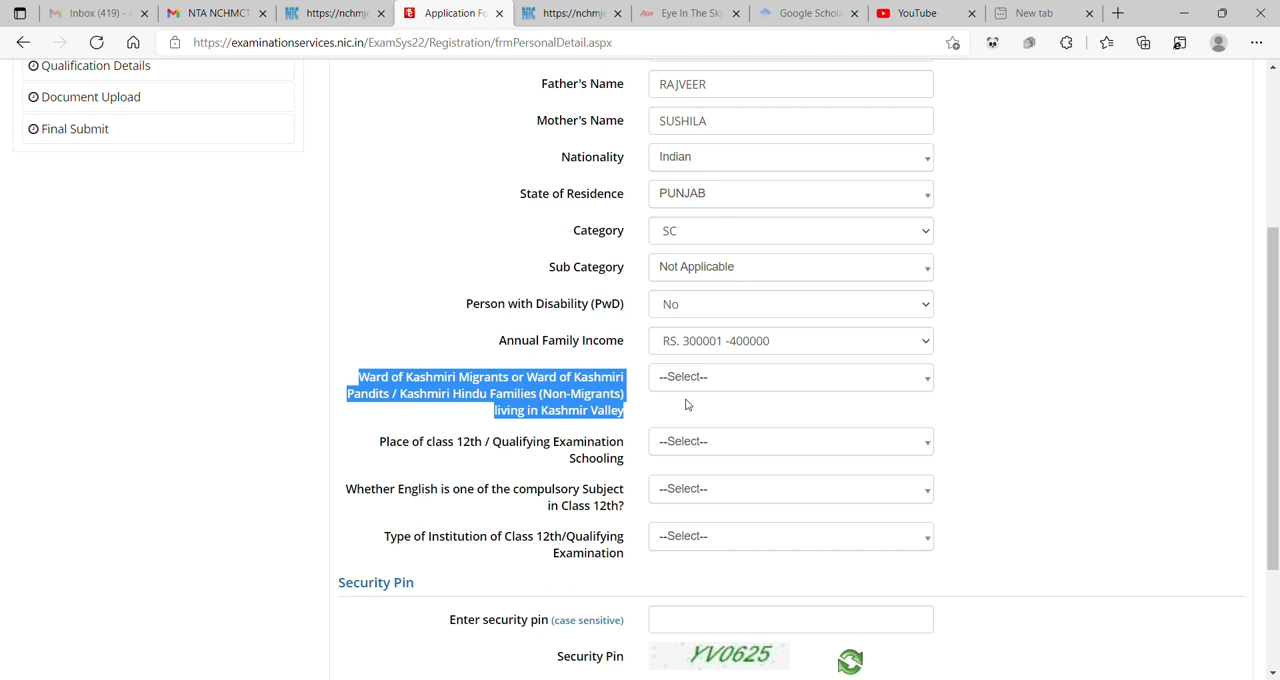 Inbox (419) -
NTA NCHMCT
https://nchmje
Application Fo
https://nchmje
Eye In The Sky
Google Schola
YouTube
New tab
https://examinationservices.nic.in/ExamSys22/Registration/frmPersonalDetail.aspx
Qualification Details
Document Upload
Final Submit
Father's Name RAJVEER
Mother's Name SUSHILA
Nationality Indian
State of Residence PUNJAB
Category SC
Sub Category Not Applicable
Person with Disability (PwD) No
Annual Family Income RS. 300001 -400000
Ward of Kashmiri Migrants or Ward of Kashmiri --Select--
Pandits / Kashmiri Hindu Families (Non-Migrants)
living in Kashmir Valley
Place of class 12th / Qualifying Examination --Select--
Schooling
Whether English is one of the compulsory Subject --Select--
in Class 12th?
Type of Institution of Class 12th/Qualifying --Select--
Examination
Security Pin
Enter security pin (case sensitive)
Security Pin YV0625